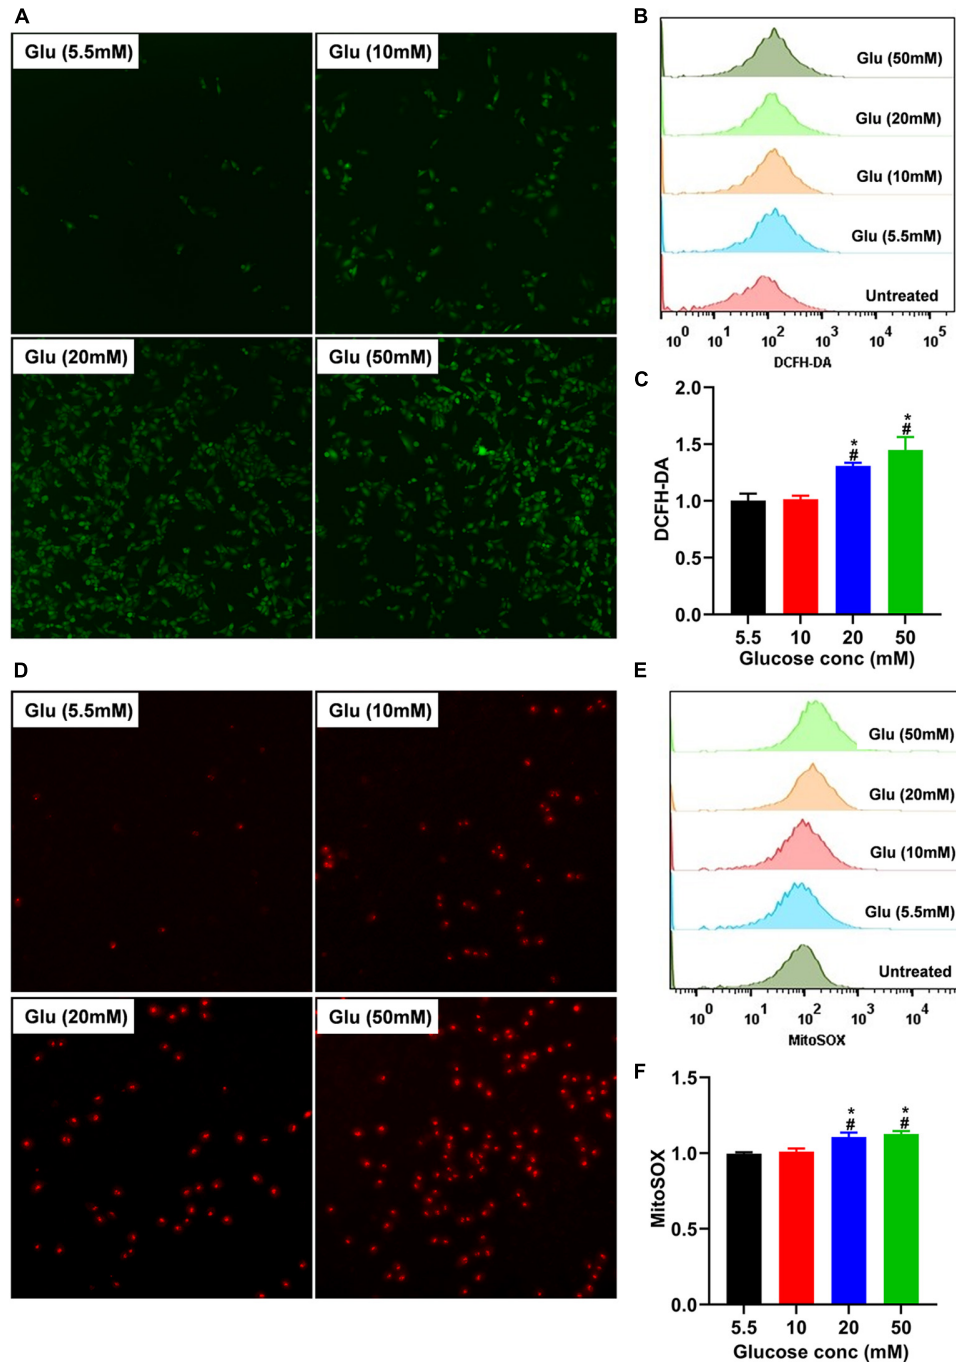 A
Glu (5.5mM)
Glu (10mM)
Glu (20mM)
Glu (50mM)
B
Glu (50mM)
Glu (20mM)
Glu (10mM)
Glu (5.5mM)
Untreated
10^0 10^1 10^2 10^3 10^4 10^5
DCFH-DA
C
2.0
1.5
1.0
0.5
0.0
DCFH-DA
*
#
*
#
5.5 10 20 50
Glucose conc (mM)
D
Glu (5.5mM)
Glu (10mM)
Glu (20mM)
Glu (50mM)
E
Glu (50mM)
Glu (20mM)
Glu (10mM)
Glu (5.5mM)
Untreated
10^0 10^1 10^2 10^3 10^4
MitoSOX
F
1.5
1.0
0.5
0.0
MitoSOX
*
#
*
#
5.5 10 20 50
Glucose conc (mM)